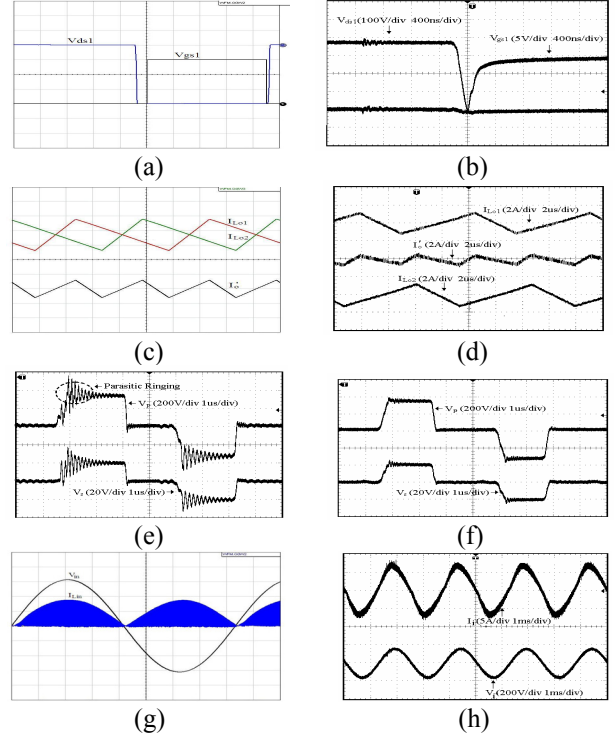 Vds1
Vgs1
(a)
Vds1 (100V/div 400ns/div)
Vgs1 (5V/div 400ns/div)
(b)
ILo1
ILo2
(c)
ILo1 (2A/div 2us/div)
(2A/div 2us/div)
ILo2 (2A/div 2us/div)
(d)
Parasitic Ringing
Vp (200V/div 1us/div)
Vs (20V/div 1us/div)
(e)
Vp (200V/div 1us/div)
Vs (20V/div 1us/div)
(f)
Vin
ILin
(g)
(5A/div 1ms/div)
(200V/div 1ms/div)
(h)